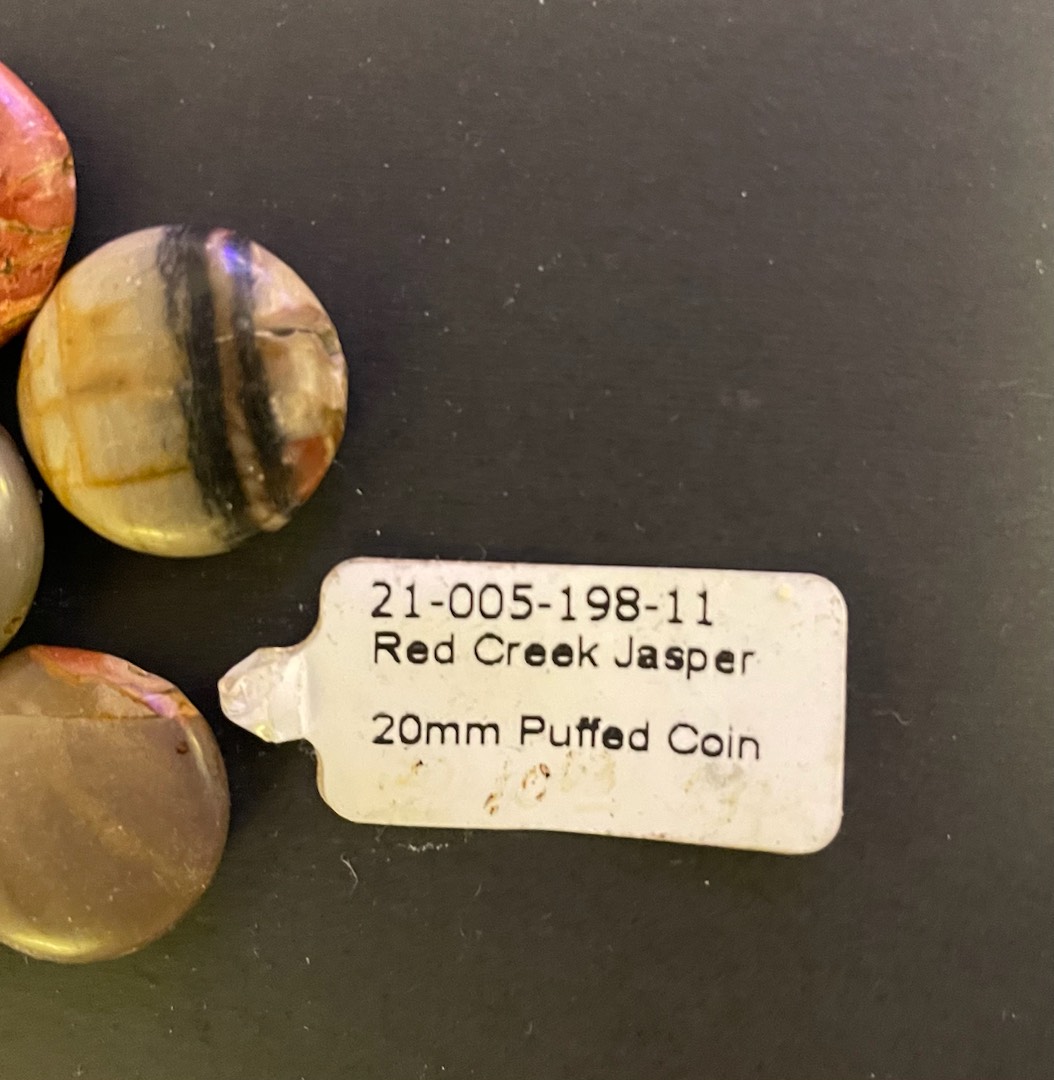 21-005-198-11
Red Creek Jasper
20mm Puffed Coin